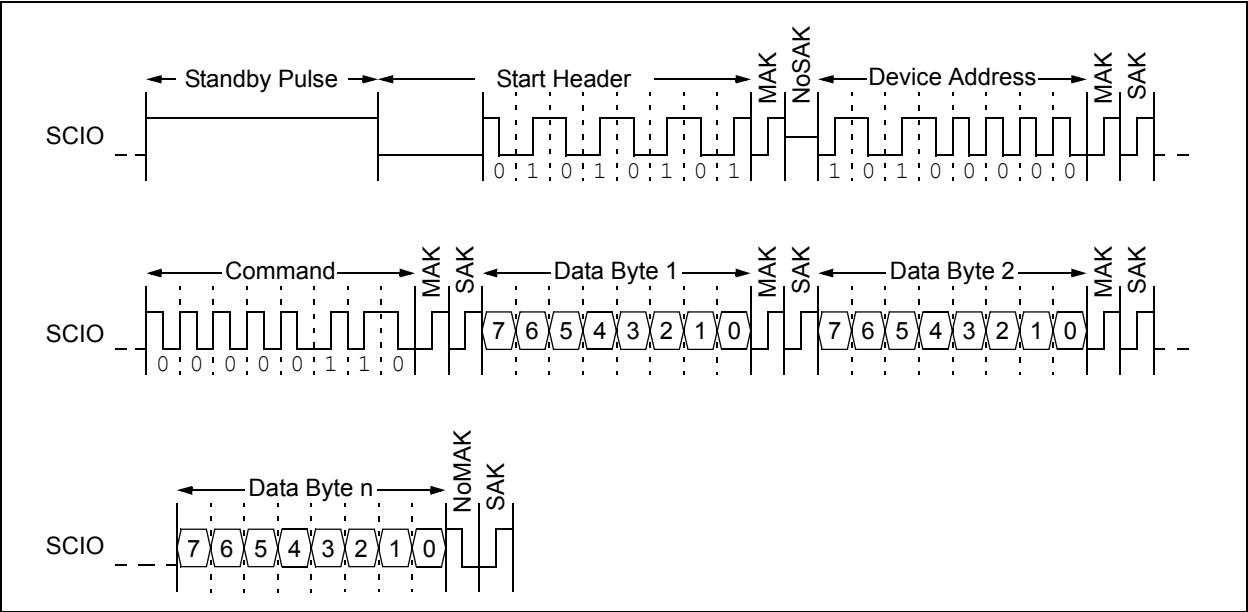 Standby Pulse Start Header MAK NoSAK Device Address MAK SAK
SCIO
0 1 0 1 0 1 0 1 1 0 1 0 0 0 0 0
Command MAK SAK Data Byte 1 MAK SAK Data Byte 2 MAK SAK
SCIO 7 6 5 4 3 2 1 0 7 6 5 4 3 2 1 0
0 0 0 0 0 1 1 0
Data Byte n NoMAK SAK
SCIO 7 6 5 4 3 2 1 0